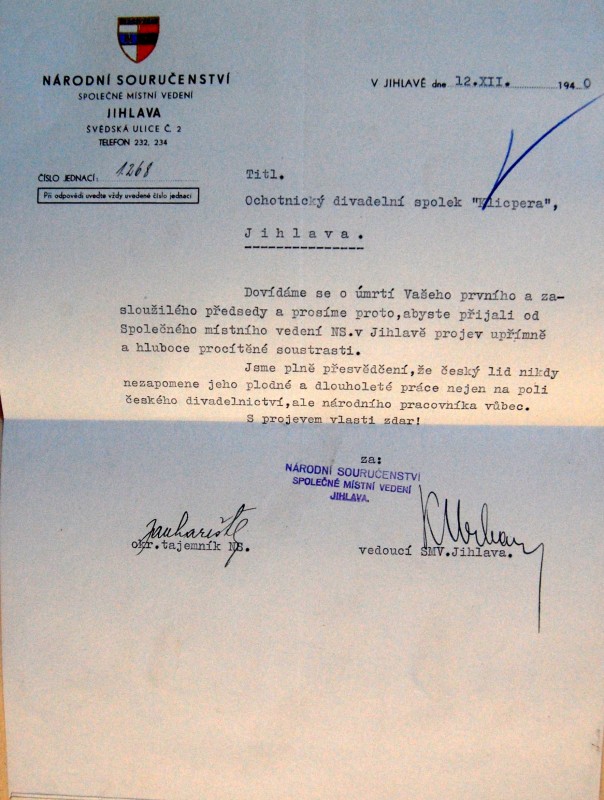 NÁRODNÍ SOURUČENSTVÍ
SPOLEČNÉ MÍSTNÍ VEDENÍ
JIHLAVA
ŠVÉDSKÁ ULICE Č. 2
TELEFON 232, 234
V JIHLAVĚ dne 12.XII. 1940
ČÍSLO JEDNACÍ: 1268
Při odpovědi uveďte vždy uvedené číslo jednací
Titl.
Ochotnický divadelní spolek "Klicpera",
Jihlava.
Dovídáme se o úmrtí Vašeho prvního a za-
sloužilého předsedy a prosíme proto,abyste přijali od
Společného místního vedení NS.v Jihlavě projev upřímně
a hluboce procítěné soustrasti.
Jsme plně přesvědčeni,že český lid nikdy
nezapomene jeho plodné a dlouholeté práce nejen na poli
českého divadelnictví,ale národního pracovníka vůbec.
S projevem vlasti zdar!
za:
NÁRODNÍ SOURUČENSTVÍ
SPOLEČNÉ MÍSTNÍ VEDENÍ
JIHLAVA.
okr.tajemník NS.
vedoucí SMV.Jihlava.